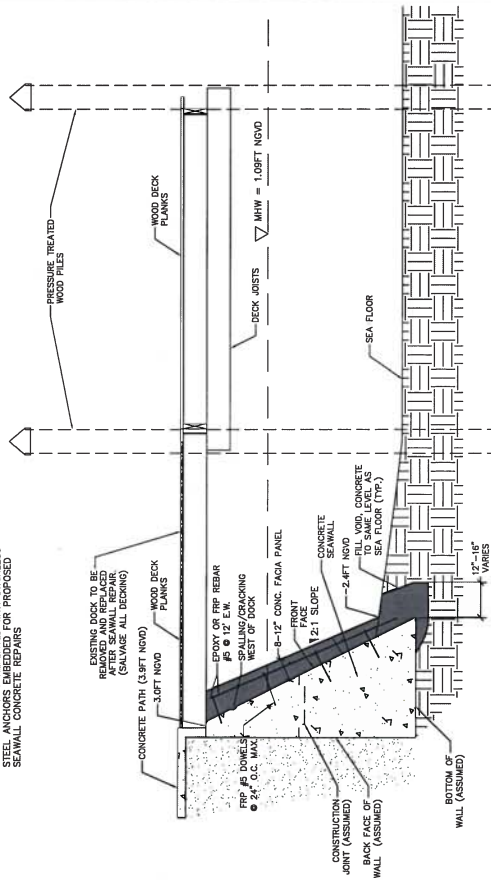 STEEL ANCHORS EMBEDDED FOR PROPOSED
SEAWALL CONCRETE REPAIRS
PRESSURE TREATED
WOOD PILES
EXISTING DOCK TO BE
REMOVED AND REPLACED
AFTER SEAWALL REPAIR.
(SALVAGE ALL DECKING)
WOOD DECK
PLANKS
WOOD DECK
PLANKS
CONCRETE PATH (3.9FT NGVD)
3.0FT NGVD
MHW = 1.09FT NGVD
DECK JOISTS
EPOXY OR FRP REBAR
#5 @ 12" E.W.
SPALLING/CRACKING
WEST OF DOCK
8-12" CONC. FACIA PANEL
FRP #5 DOWELS
@ 24" O.C. MAX.
FRONT
FACE
2:1 SLOPE
CONCRETE
SEAWALL
-2.4FT NGVD
FILL VOID, CONCRETE
TO SAME LEVEL AS
SEA FLOOR (TYP.)
SEA FLOOR
CONSTRUCTION
JOINT (ASSUMED)
BACK FACE OF
WALL (ASSUMED)
BOTTOM OF
WALL (ASSUMED)
12"-16"
VARIES